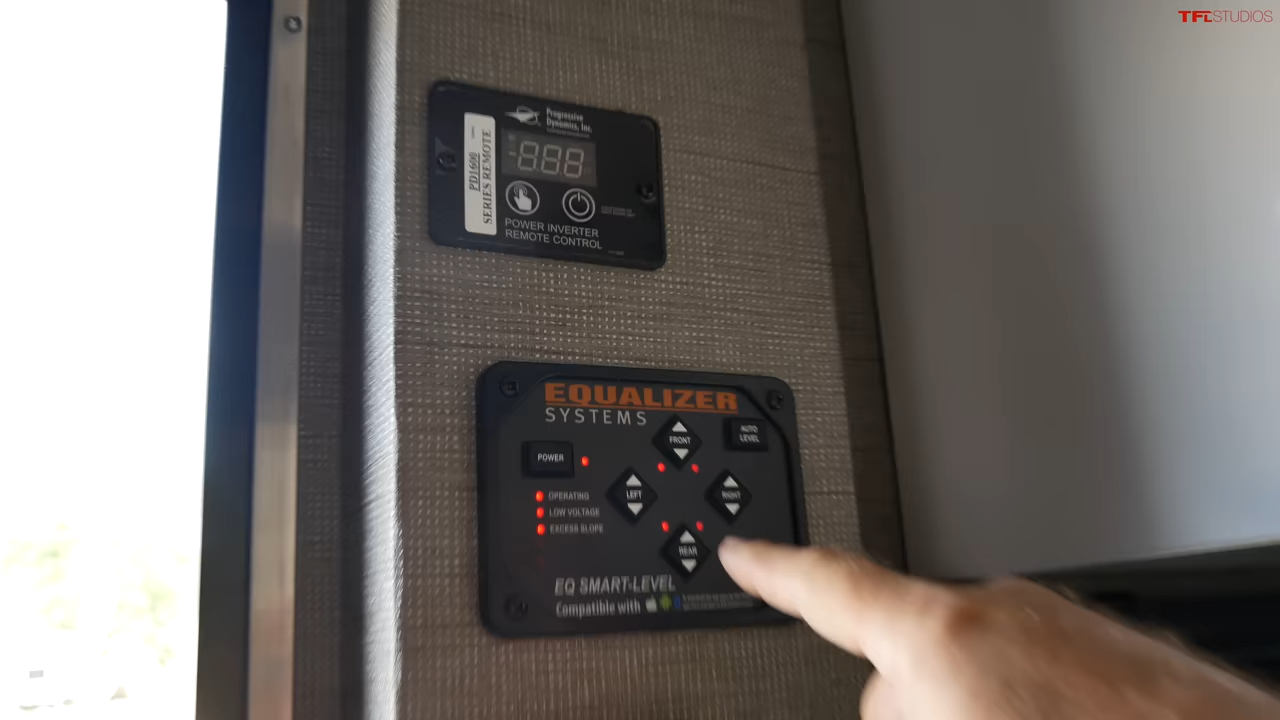 TFLSTUDIOS
Progressive
Dynamics, Inc.
PD1600
SERIES REMOTE
-888
POWER INVERTER
REMOTE CONTROL
EQUALIZER
SYSTEMS
FRONT
AUTO
LEVEL
POWER
LEFT
RIGHT
OPERATING
LOW VOLTAGE
EXCESS SLOPE
REAR
EQ SMART-LEVEL
Compatible with